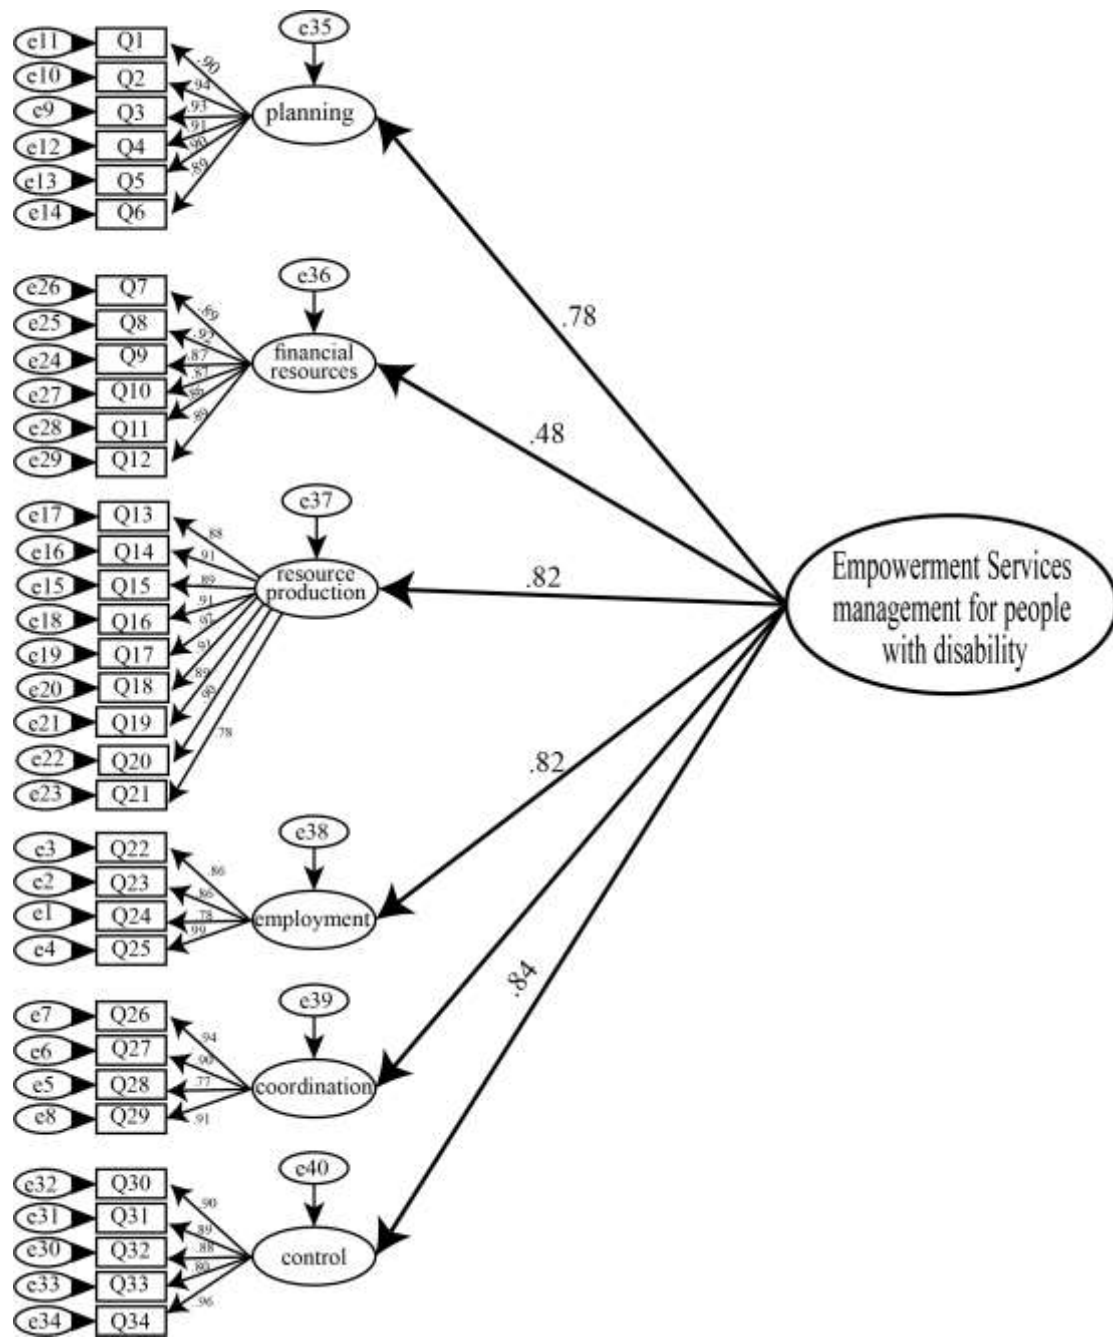 e35
e11 Q1
.90
e10 Q2
.94
e9 Q3
.93
planning
e12 Q4
.91
e13 Q5
.90
e14 Q6
.89
.78
e36
e26 Q7
.89
e25 Q8
.92
e24 Q9
.87
financial
resources
e27 Q10
.87
e28 Q11
.86
e29 Q12
.89
.48
e37
e17 Q13
.88
e16 Q14
.91
e15 Q15
.89
resource
production
e18 Q16
.91
e19 Q17
e20 Q18
.91
e21 Q19
.89
e22 Q20
.90
e23 Q21
.78
.82
Empowerment Services
management for people
with disability
.82
e38
e3 Q22
.86
e2 Q23
.86
e1 Q24
.78
employment
e4 Q25
.99
.84
e39
e7 Q26
.94
e6 Q27
.90
e5 Q28
.77
coordination
e8 Q29
.91
e40
e32 Q30
.90
e31 Q31
.89
e30 Q32
.88
control
e33 Q33
.80
e34 Q34
.96